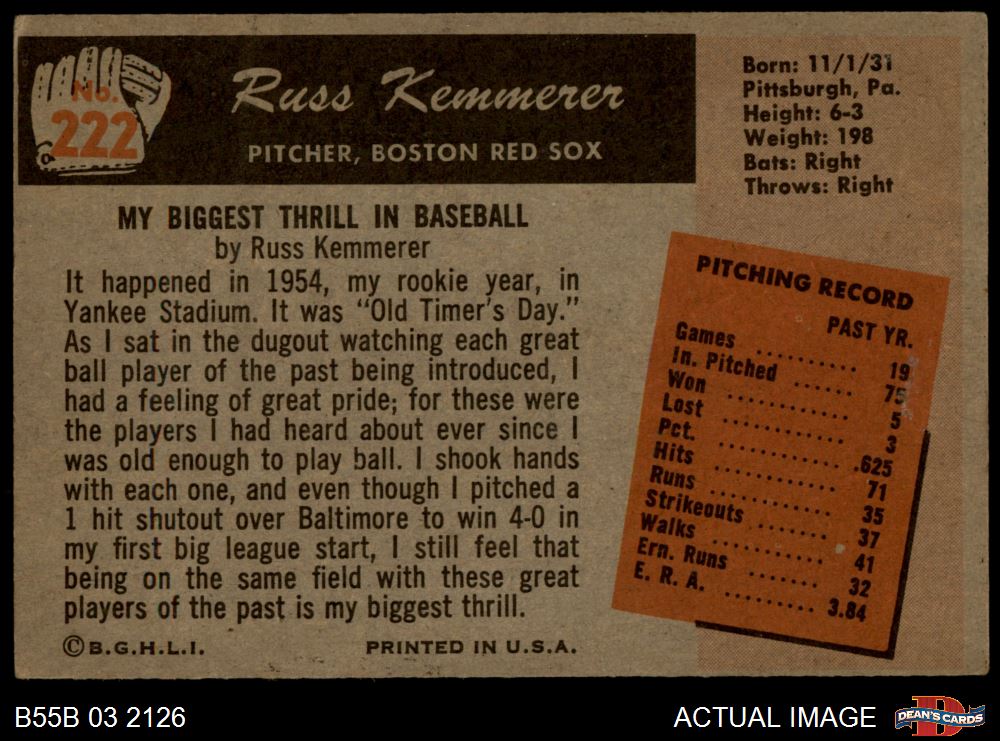 No.
222
Russ Kemmerer
PITCHER, BOSTON RED SOX
Born: 11/1/31
Pittsburgh, Pa.
Height: 6-3
Weight: 198
Bats: Right
Throws: Right
MY BIGGEST THRILL IN BASEBALL
by Russ Kemmerer
It happened in 1954, my rookie year, in
Yankee Stadium. It was “Old Timer's Day.”
As I sat in the dugout watching each great
ball player of the past being introduced, I
had a feeling of great pride; for these were
the players I had heard about ever since I
was old enough to play ball. I shook hands
with each one, and even though I pitched a
1 hit shutout over Baltimore to win 4-0 in
my first big league start, I still feel that
being on the same field with these great
players of the past is my biggest thrill.
© B.G.H.L.I. PRINTED IN U.S.A.
PITCHING RECORD
PAST YR.
Games ........ 19
In. Pitched ...... 75
Won ............ 5
Lost ............ 3
Pct. ............ .625
Hits ............ 71
Runs ............ 35
Strikeouts ....... 37
Walks .......... 41
Ern. Runs ....... 32
E. R. A. ......... 3.84
B55B 03 2126
ACTUAL IMAGE
D
DEAN'S CARDS